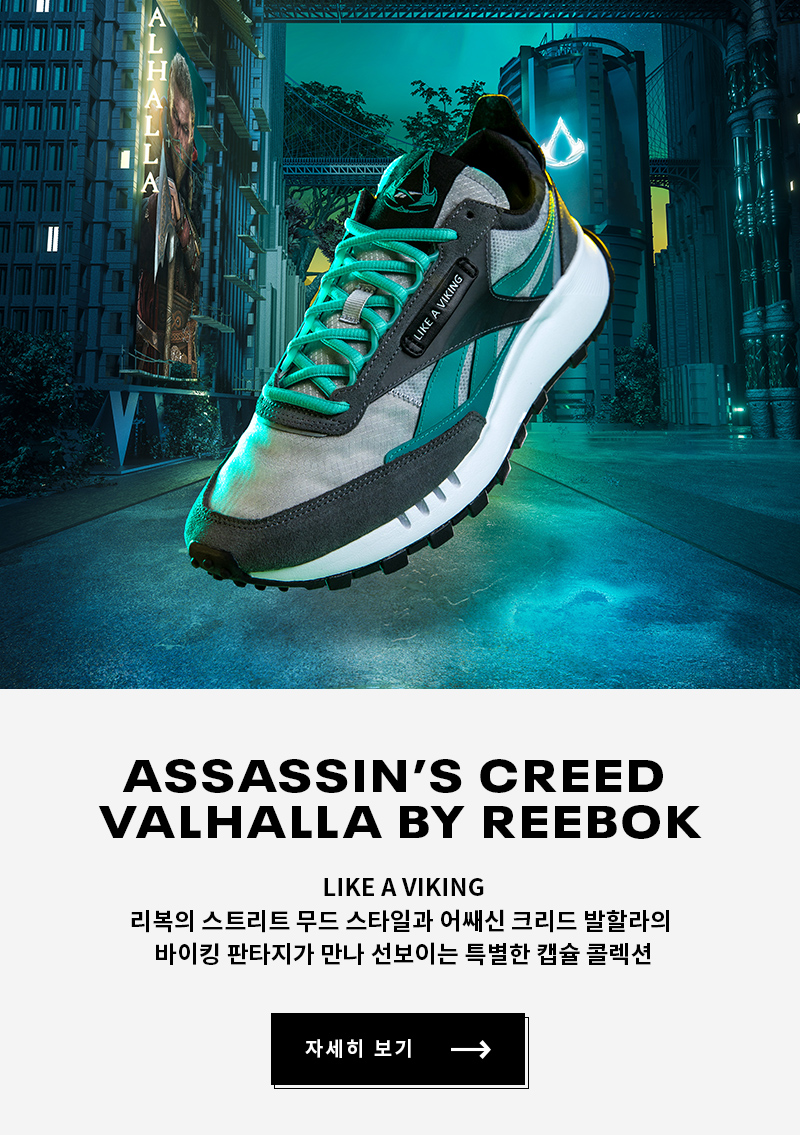 ALHALLA
LIKE A VIKING
ASSASSIN’S CREED
VALHALLA BY REEBOK
LIKE A VIKING
리복의 스트리트 무드 스타일과 어쌔신 크리드 발할라의
바이킹 판타지가 만나 선보이는 특별한 캡슐 콜렉션
자세히 보기